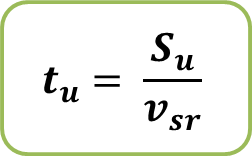 t_u = S_u / v_sr